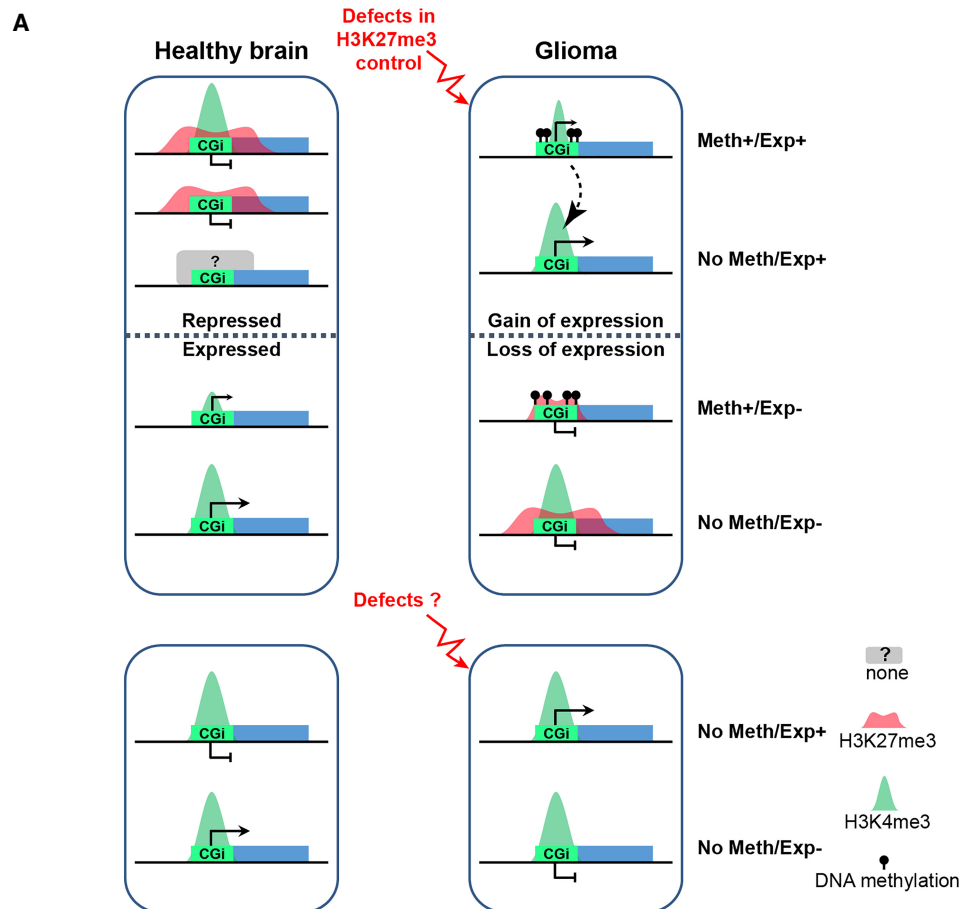 A
Defects in
H3K27me3
control
Healthy brain
Glioma
CGi
CGi
Meth+/Exp+
CGi
?
CGi
CGi
No Meth/Exp+
Repressed
Gain of expression
Expressed
Loss of expression
CGi
CGi
Meth+/Exp-
CGi
CGi
No Meth/Exp-
Defects ?
?
none
CGi
CGi
No Meth/Exp+
H3K27me3
H3K4me3
CGi
CGi
No Meth/Exp-
DNA methylation